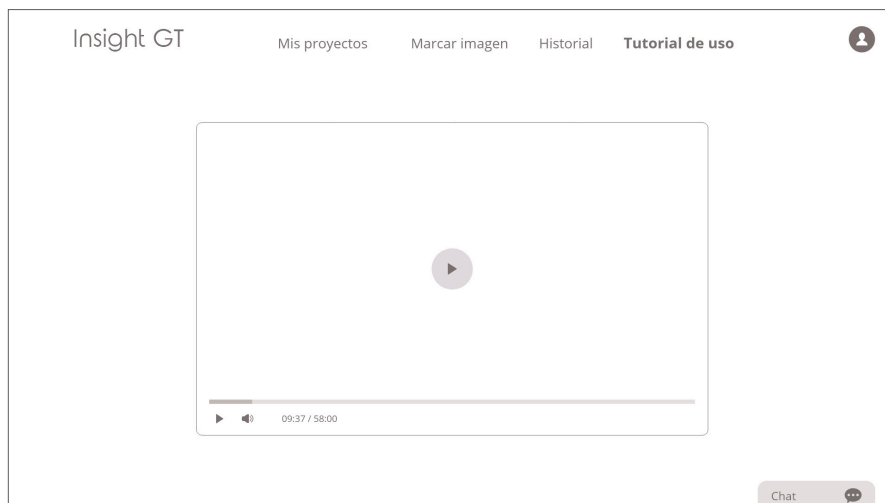 Insight GT
Mis proyectos Marcar imagen Historial Tutorial de uso
09:37 / 58:00
Chat